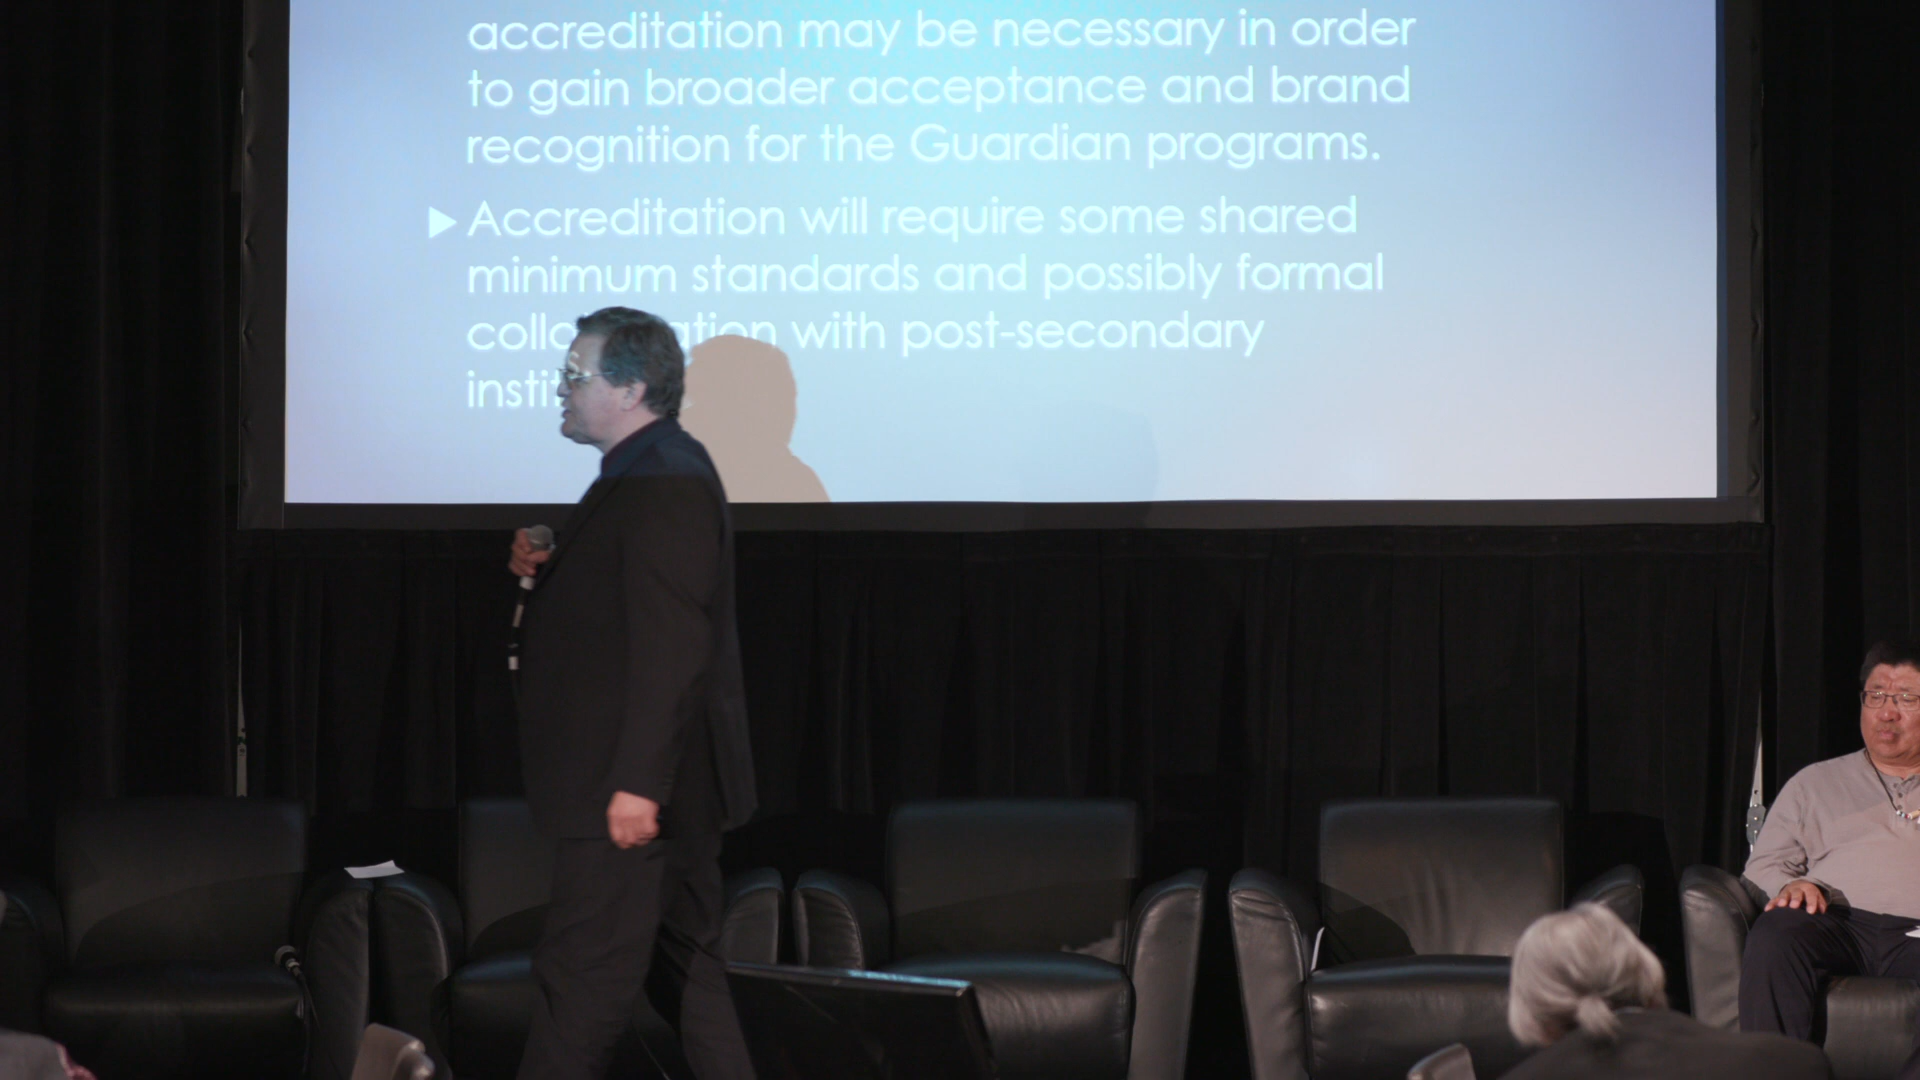 accreditation may be necessary in order
to gain broader acceptance and brand
recognition for the Guardian programs.
Accreditation will require some shared
minimum standards and possibly formal
with post-secondary